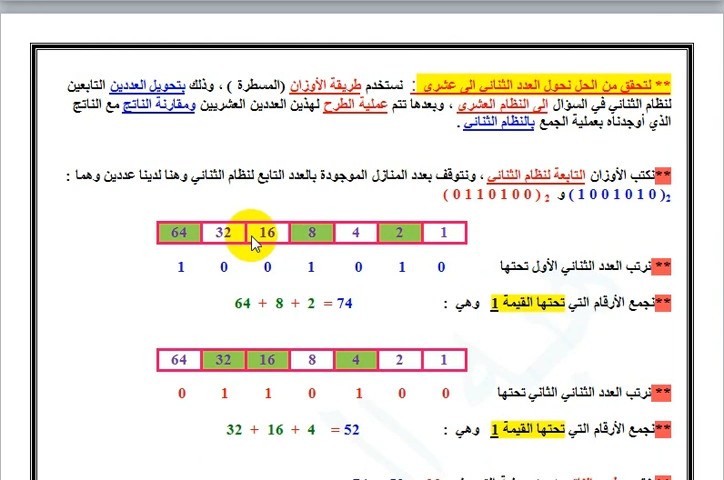 ** لتحقق من الحل نحول العدد الثنائي الى عشري : نستخدم طريقة الأوزان (المسطرة ) ، وذلك بتحويل العددين التابعين
لنظام الثنائي في السؤال الى النظام العشري ، وبعدها تتم عملية الطرح لهذين العددين العشريين ومقارنة الناتج مع الناتج
الذي أوجدناه بعملية الجمع بالنظام الثنائي .
**نكتب الأوزان التابعة لنظام الثنائي ، ونتوقف بعدد المنازل الموجودة بالعدد التابع لنظام الثنائي وهنا لدينا عددين وهما :
(1001010)2 و (0110100)2
64 32 16 8 4 2 1
**نرتب العدد الثنائي الأول تحتها 1 0 0 1 0 1 0
**نجمع الأرقام التي تحتها القيمة 1 وهي : 64 + 8 + 2 = 74
64 32 16 8 4 2 1
**نرتب العدد الثنائي الثاني تحتها 0 1 1 0 1 0 0
**نجمع الأرقام التي تحتها القيمة 1 وهي : 32 + 16 + 4 = 52